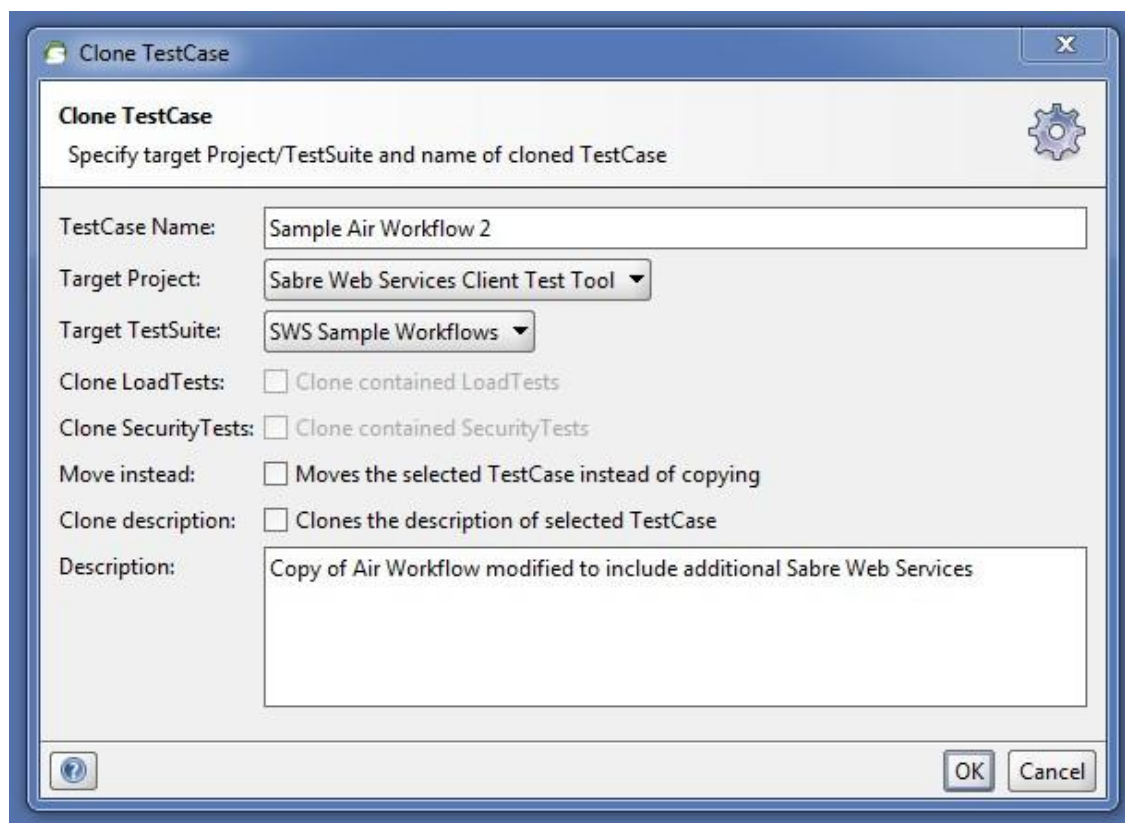 Clone TestCase
Clone TestCase
Specify target Project/TestSuite and name of cloned TestCase
TestCase Name: Sample Air Workflow 2
Target Project: Sabre Web Services Client Test Tool
Target TestSuite: SWS Sample Workflows
Clone LoadTests: Clone contained LoadTests
Clone SecurityTests: Clone contained SecurityTests
Move instead: Moves the selected TestCase instead of copying
Clone description: Clones the description of selected TestCase
Description: Copy of Air Workflow modified to include additional Sabre Web Services
OK Cancel